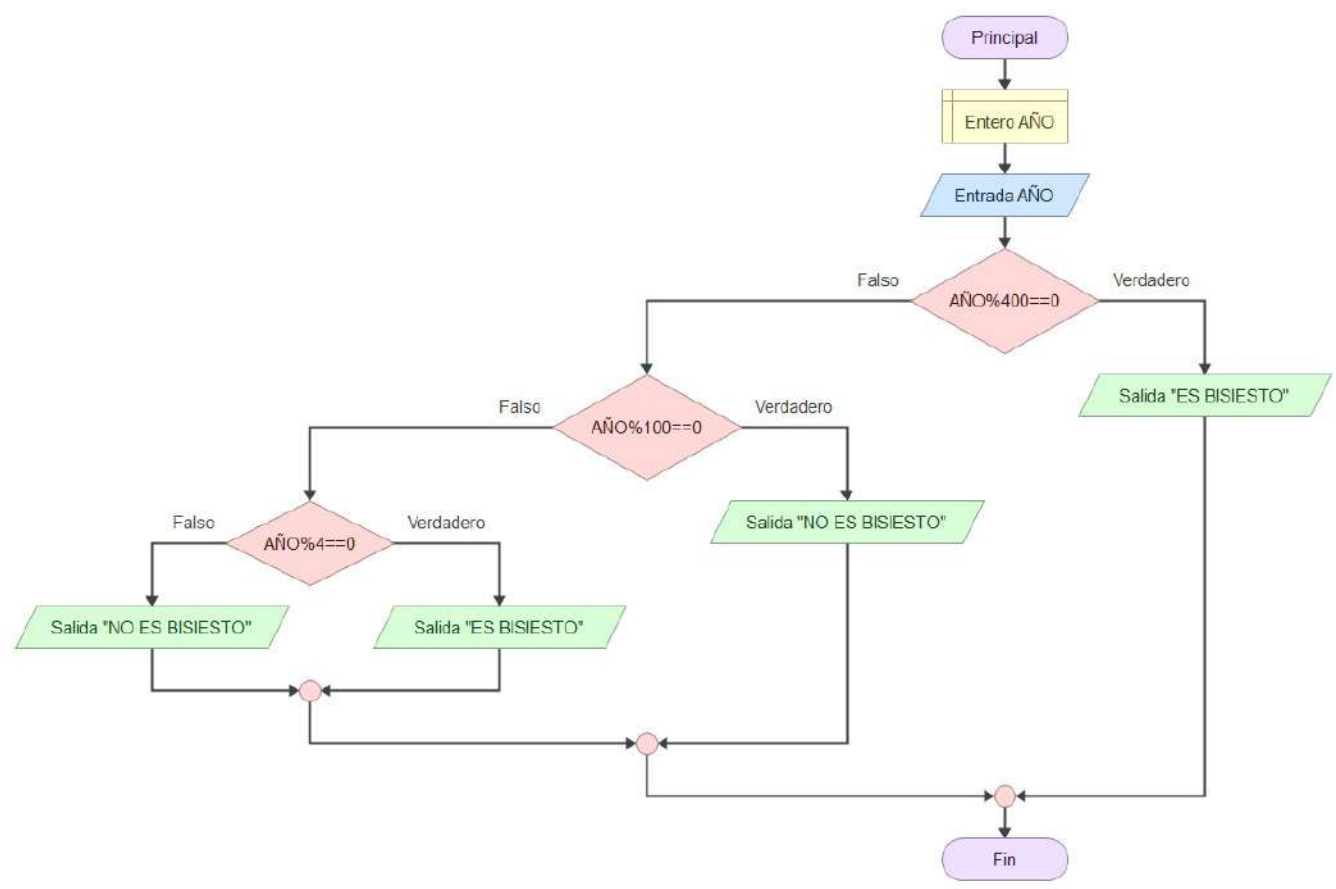 Principal
Entero AÑO
Entrada AÑO
Falso
Verdadero
AÑO%400==0
Salida "ES BISIESTO"
Falso
Verdadero
AÑO%100==0
Salida "NO ES BISIESTO"
Falso
Verdadero
AÑO%4==0
Salida "NO ES BISIESTO"
Salida "ES BISIESTO"
Fin